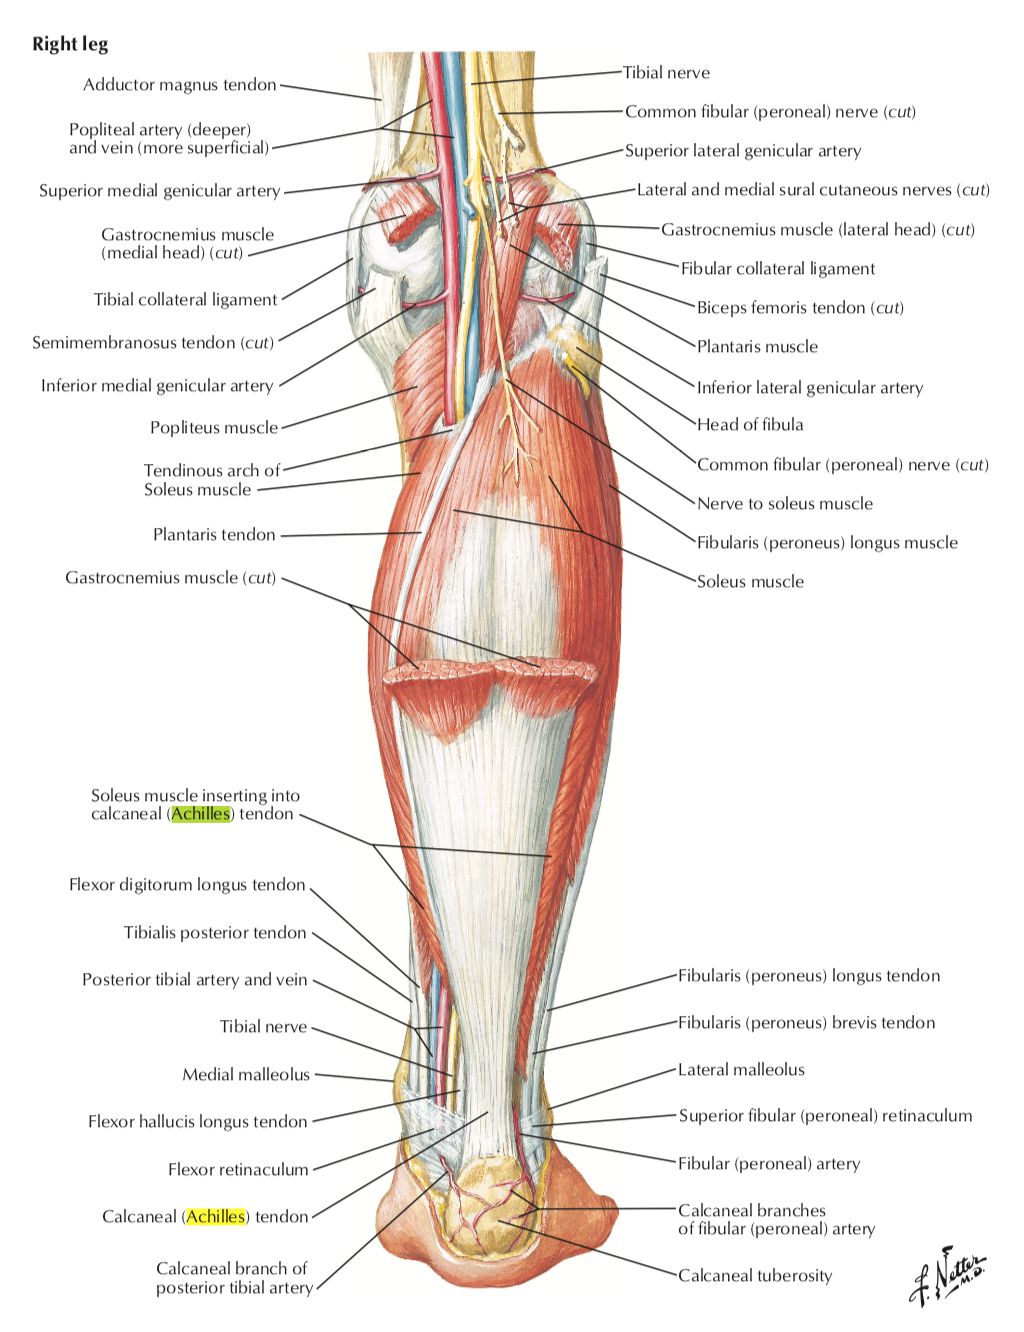 Right leg
Adductor magnus tendon
Popliteal artery (deeper)
and vein (more superficial)
Superior medial genicular artery
Gastrocnemius muscle
(medial head) (cut)
Tibial collateral ligament
Semimembranosus tendon (cut)
Inferior medial genicular artery
Popliteus muscle
Tendinous arch of
Soleus muscle
Plantaris tendon
Gastrocnemius muscle (cut)
Soleus muscle inserting into
calcaneal (Achilles) tendon
Flexor digitorum longus tendon
Tibialis posterior tendon
Posterior tibial artery and vein
Tibial nerve
Medial malleolus
Flexor hallucis longus tendon
Flexor retinaculum
Calcaneal (Achilles) tendon
Calcaneal branch of
posterior tibial artery
Tibial nerve
Common fibular (peroneal) nerve (cut)
Superior lateral genicular artery
Lateral and medial sural cutaneous nerves (cut)
Gastrocnemius muscle (lateral head) (cut)
Fibular collateral ligament
Biceps femoris tendon (cut)
Plantaris muscle
Inferior lateral genicular artery
Head of fibula
Common fibular (peroneal) nerve (cut)
Nerve to soleus muscle
Fibularis (peroneus) longus muscle
Soleus muscle
Fibularis (peroneus) longus tendon
Fibularis (peroneus) brevis tendon
Lateral malleolus
Superior fibular (peroneal) retinaculum
Fibular (peroneal) artery
Calcaneal branches
of fibular (peroneal) artery
Calcaneal tuberosity
F. Netter
M.D.